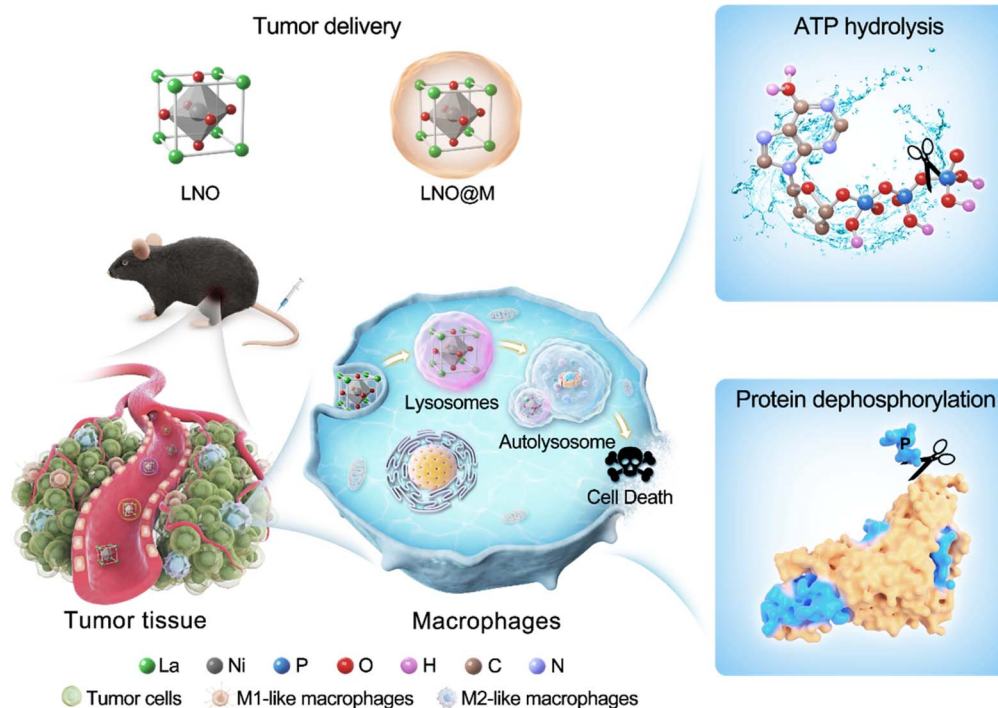 Tumor delivery
LNO
LNO@M
ATP hydrolysis
Lysosomes
Autolysosome
Cell Death
Protein dephosphorylation
P
Tumor tissue
Macrophages
La Ni P O H C N
Tumor cells M1-like macrophages M2-like macrophages